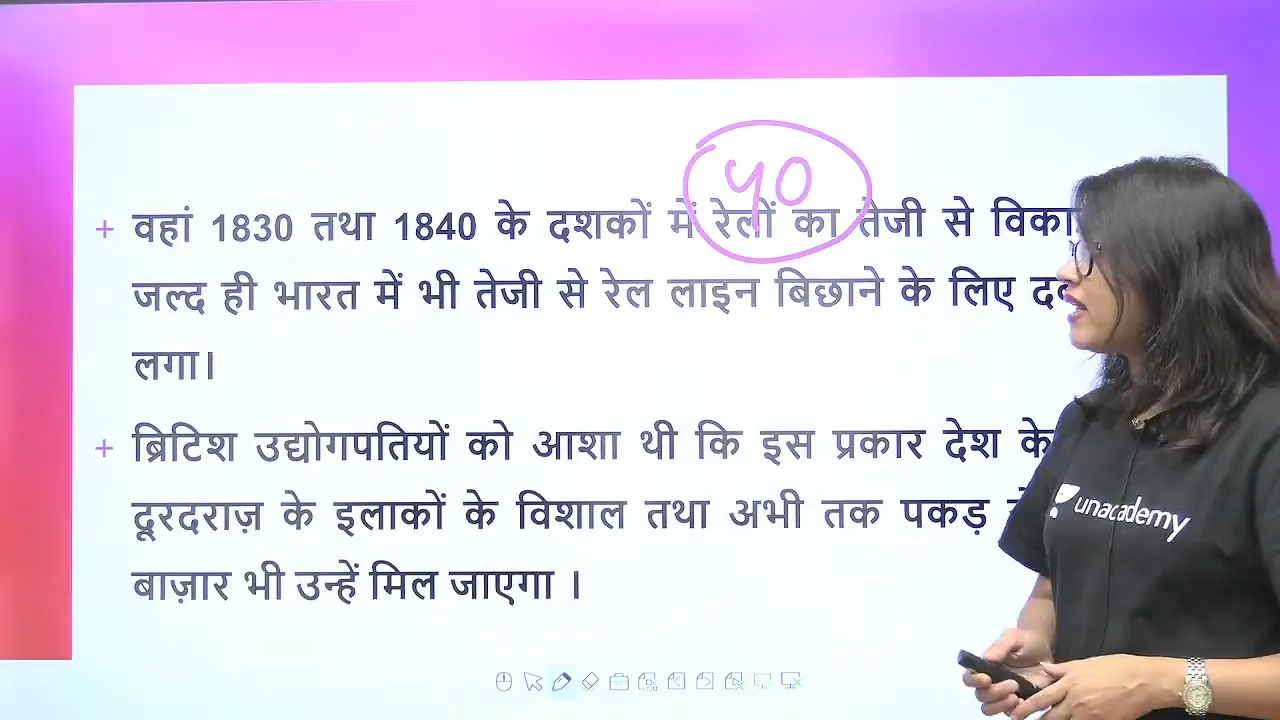 40
+ वहां 1830 तथा 1840 के दशकों में रेलों का तेजी से
जल्द ही भारत में भी तेजी से रेल लाइन बिछाने के लिए
लगा।
+ ब्रिटिश उद्योगपतियों को आशा थी कि इस प्रकार देश के
दूरदराज़ के इलाकों के विशाल तथा अभी तक पकड़
बाज़ार भी उन्हें मिल जाएगा ।
unacademy